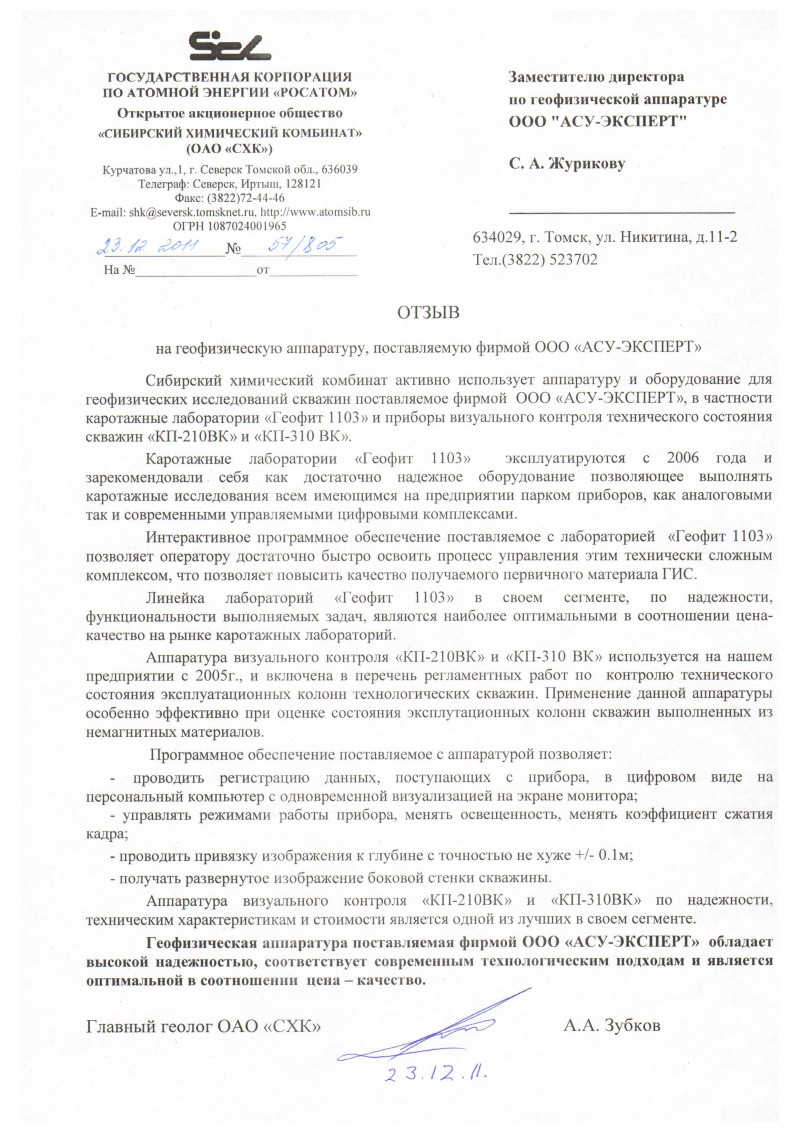 ГОСУДАРСТВЕННАЯ КОРПОРАЦИЯ
ПО АТОМНОЙ ЭНЕРГИИ «РОСАТОМ»
Открытое акционерное общество
«СИБИРСКИЙ ХИМИЧЕСКИЙ КОМБИНАТ»
(ОАО «СХК»)
Курчатова ул.,1, г. Северск Томской обл., 636039
Телеграф: Северск, Иртыш, 128121
Факс: (3822)72-44-46
E-mail: shk@seversk.tomsknet.ru, http://www.atomsib.ru
ОГРН 1087024001965
23.12 2011 № 57/805
На №__________________от_____________
Заместителю директора
по геофизической аппаратуре
ООО "АСУ-ЭКСПЕРТ"
С. А. Журикову
634029, г. Томск, ул. Никитина, д.11-2
Тел.(3822) 523702
ОТЗЫВ
на геофизическую аппаратуру, поставляемую фирмой ООО «АСУ-ЭКСПЕРТ»
Сибирский химический комбинат активно использует аппаратуру и оборудование для
геофизических исследований скважин поставляемое фирмой ООО «АСУ-ЭКСПЕРТ», в частности
каротажные лаборатории «Геофит 1103» и приборы визуального контроля технического состояния
скважин «КП-210ВК» и «КП-310 ВК».
Каротажные лаборатории «Геофит 1103» эксплуатируются с 2006 года и
зарекомендовали себя как достаточно надежное оборудование позволяющее выполнять
каротажные исследования всем имеющимся на предприятии парком приборов, как аналоговыми
так и современными управляемыми цифровыми комплексами.
Интерактивное программное обеспечение поставляемое с лабораторией «Геофит 1103»
позволяет оператору достаточно быстро освоить процесс управления этим технически сложным
комплексом, что позволяет повысить качество получаемого первичного материала ГИС.
Линейка лабораторий «Геофит 1103» в своем сегменте, по надежности,
функциональности выполняемых задач, являются наиболее оптимальными в соотношении цена-
качество на рынке каротажных лабораторий.
Аппаратура визуального контроля «КП-210ВК» и «КП-310 ВК» используется на нашем
предприятии с 2005г., и включена в перечень регламентных работ по контролю технического
состояния эксплуатационных колонн технологических скважин. Применение данной аппаратуры
особенно эффективно при оценке состояния эксплутационных колонн скважин выполненных из
немагнитных материалов.
Программное обеспечение поставляемое с аппаратурой позволяет:
- проводить регистрацию данных, поступающих с прибора, в цифровом виде на
персональный компьютер с одновременной визуализацией на экране монитора;
- управлять режимами работы прибора, менять освещенность, менять коэффициент сжатия
кадра;
- проводить привязку изображения к глубине с точностью не хуже +/- 0.1м;
- получать развернутое изображение боковой стенки скважины.
Аппаратура визуального контроля «КП-210ВК» и «КП-310ВК» по надежности,
техническим характеристикам и стоимости является одной из лучших в своем сегменте.
Геофизическая аппаратура поставляемая фирмой ООО «АСУ-ЭКСПЕРТ» обладает
высокой надежностью, соответствует современным технологическим подходам и является
оптимальной в соотношении цена – качество.
Главный геолог ОАО «СХК» А.А. Зубков
23.12.11.